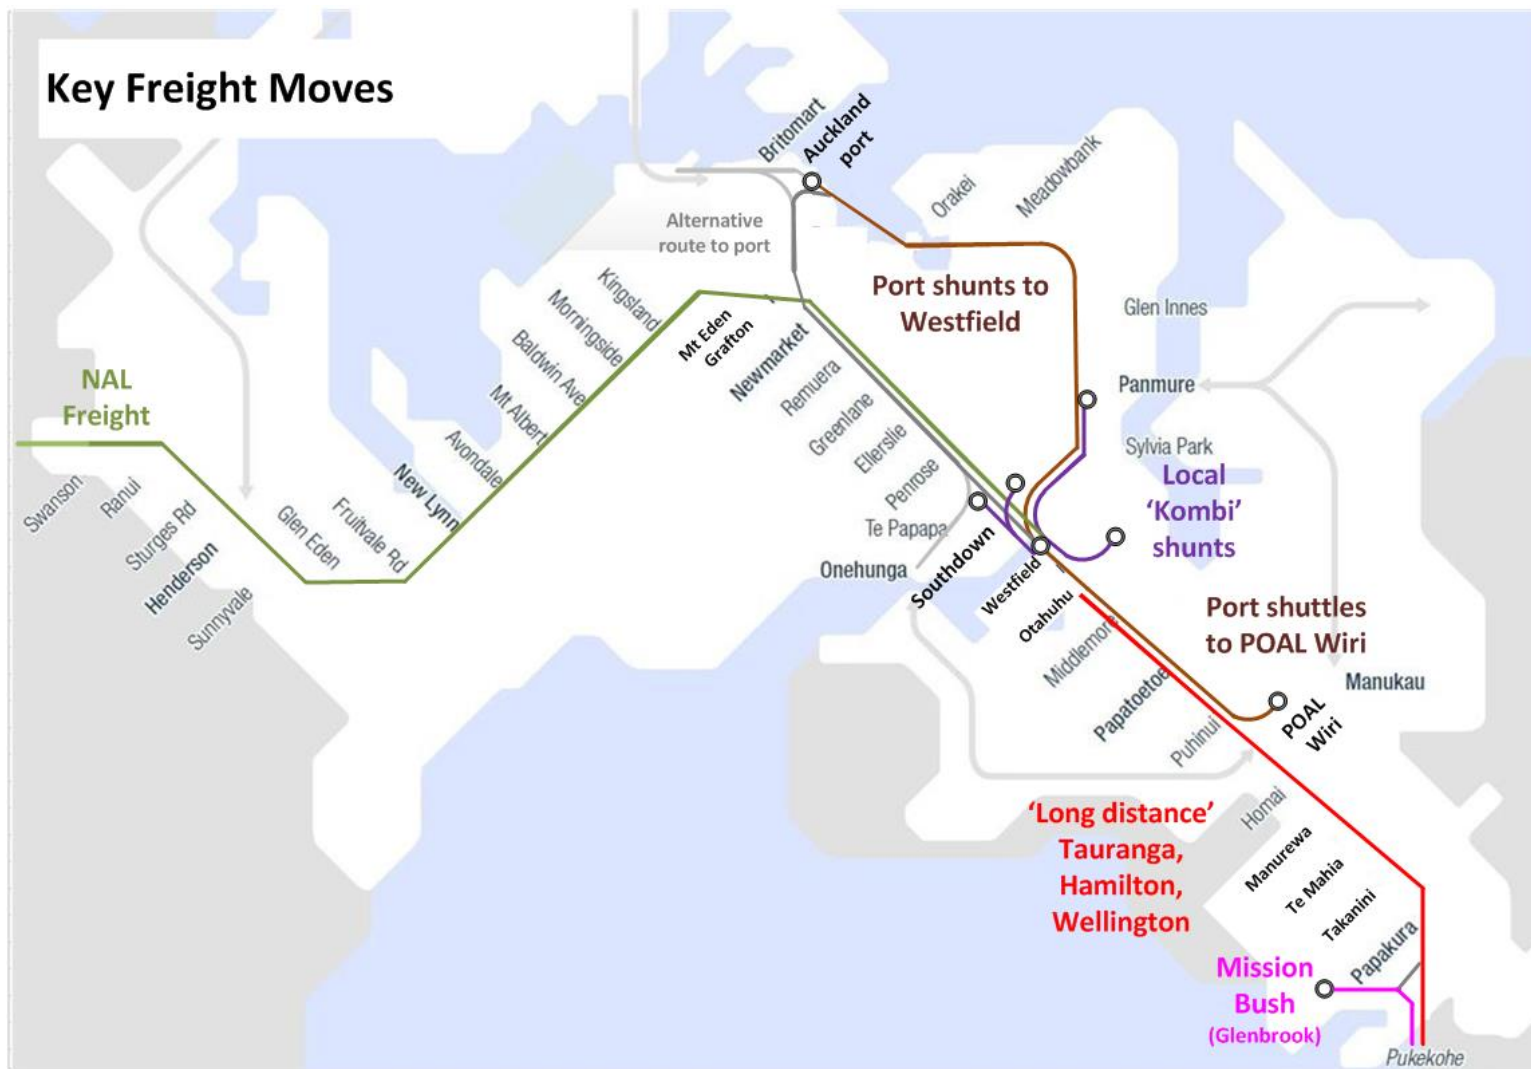 Key Freight Moves
Britomart
Auckland
port
Orakei
Meadowbank
Alternative
route to port
Kingsland
Morningside
Baldwin Ave
Mt Albert
Avondale
New Lynn
Mt Eden
Grafton
Newmarket
Remuera
Greenlane
Ellerslie
Penrose
Te Papapa
Onehunga
Port shunts to
Westfield
Glen Innes
Panmure
Sylvia Park
Local
‘Kombi’
shunts
NAL
Freight
Swanson
Ranui
Sturges Rd
Henderson
Sunnyvale
Glen Eden
Fruitvale Rd
Southdown
Westfield
Otahuhu
Middlemore
Papatoetoe
Puhinui
Port shuttles
to POAL Wiri
POAL
Wiri
Manukau
‘Long distance’
Tauranga,
Hamilton,
Wellington
Homai
Manurewa
Te Mahia
Takanini
Papakura
Mission
Bush
(Glenbrook)
Pukekohe